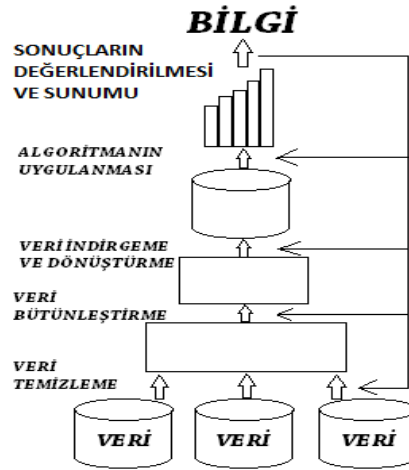 BİLGİ
SONUÇLARIN
DEĞERLENDİRİLMESİ
VE SUNUMU
ALGORİTMANIN
UYGULANMASI
VERİ İNDİRGEME
VE DÖNÜŞTÜRME
VERİ
BÜTÜNLEŞTİRME
VERİ
TEMİZLEME
VERİ VERİ VERİ